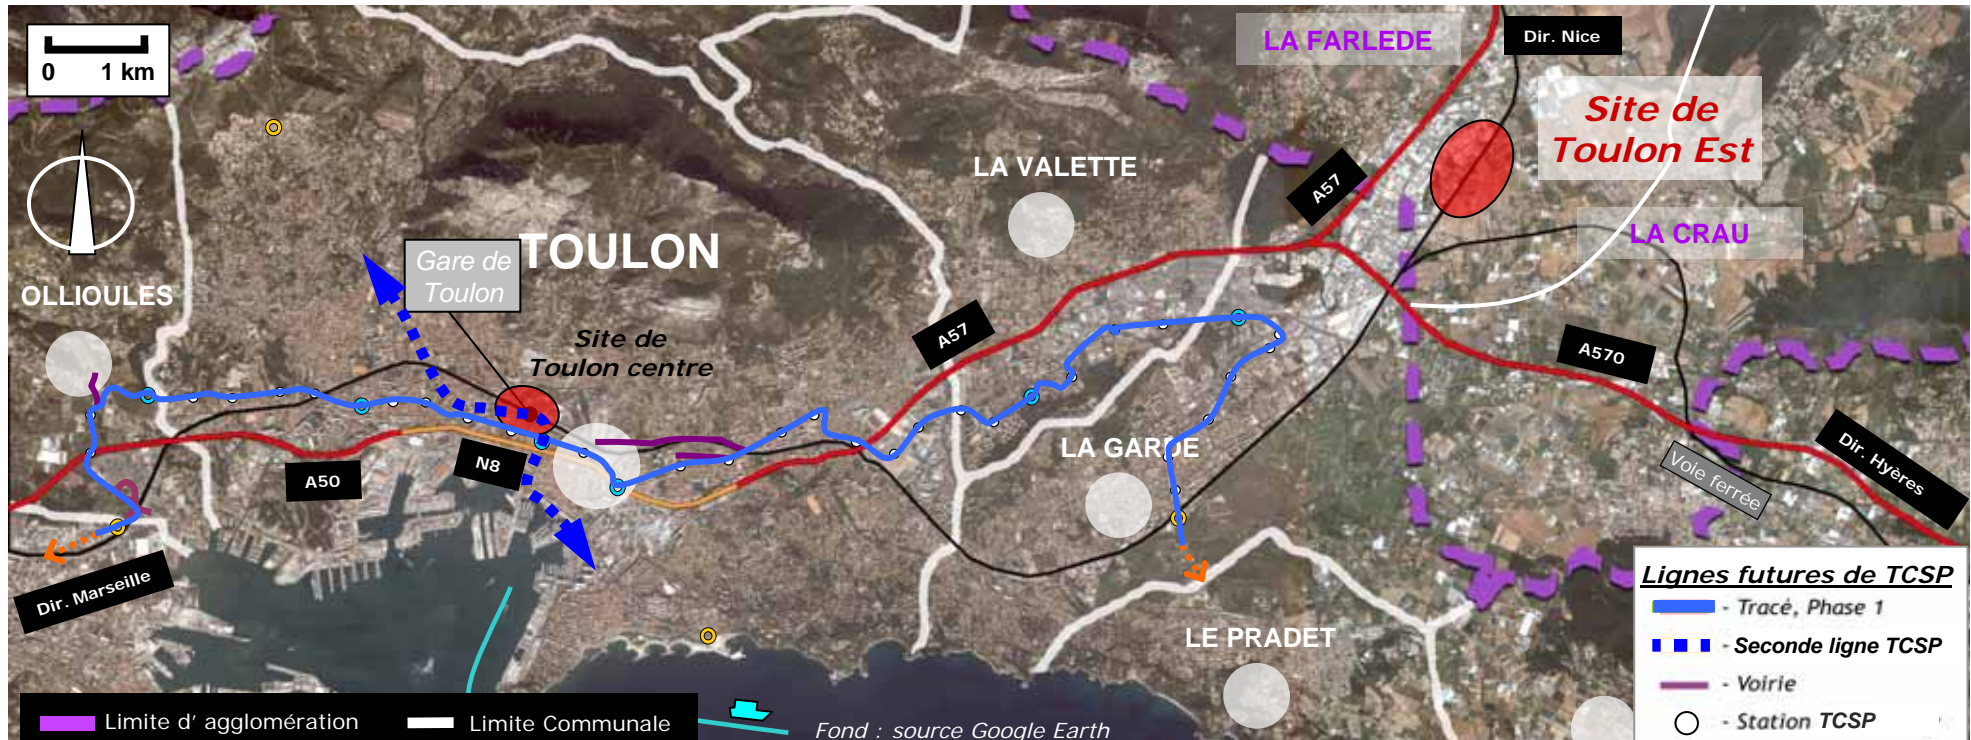 0 1 km
LA FARLEDE
Dir. Nice
Site de
Toulon Est
LA VALETTE
A57
LA CRAU
TOULON
Gare de
Toulon
OLLIOULES
Site de
Toulon centre
A57
A570
LA GARDE
N8
A50
Voie ferrée
Dir. Hyères
Dir. Marseille
LE PRADET
Lignes futures de TCSP
- Tracé, Phase 1
- Seconde ligne TCSP
- Voirie
- Station TCSP
Limite d' agglomération
Limite Communale
Fond : source Google Earth